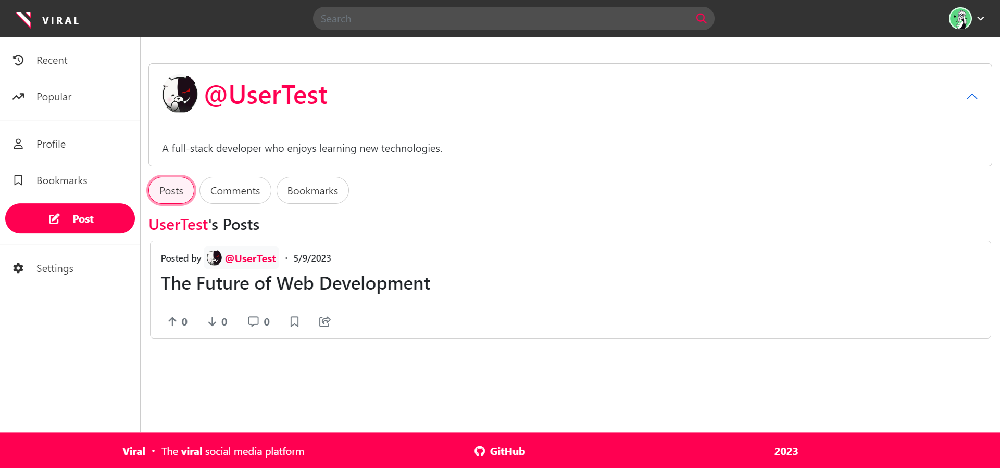 VIRAL
Search
Recent
Popular
Profile
Bookmarks
Post
Settings
@UserTest
A full-stack developer who enjoys learning new technologies.
Posts Comments Bookmarks
UserTest's Posts
Posted by @UserTest · 5/9/2023
The Future of Web Development
0 0 0
Viral · The viral social media platform GitHub 2023